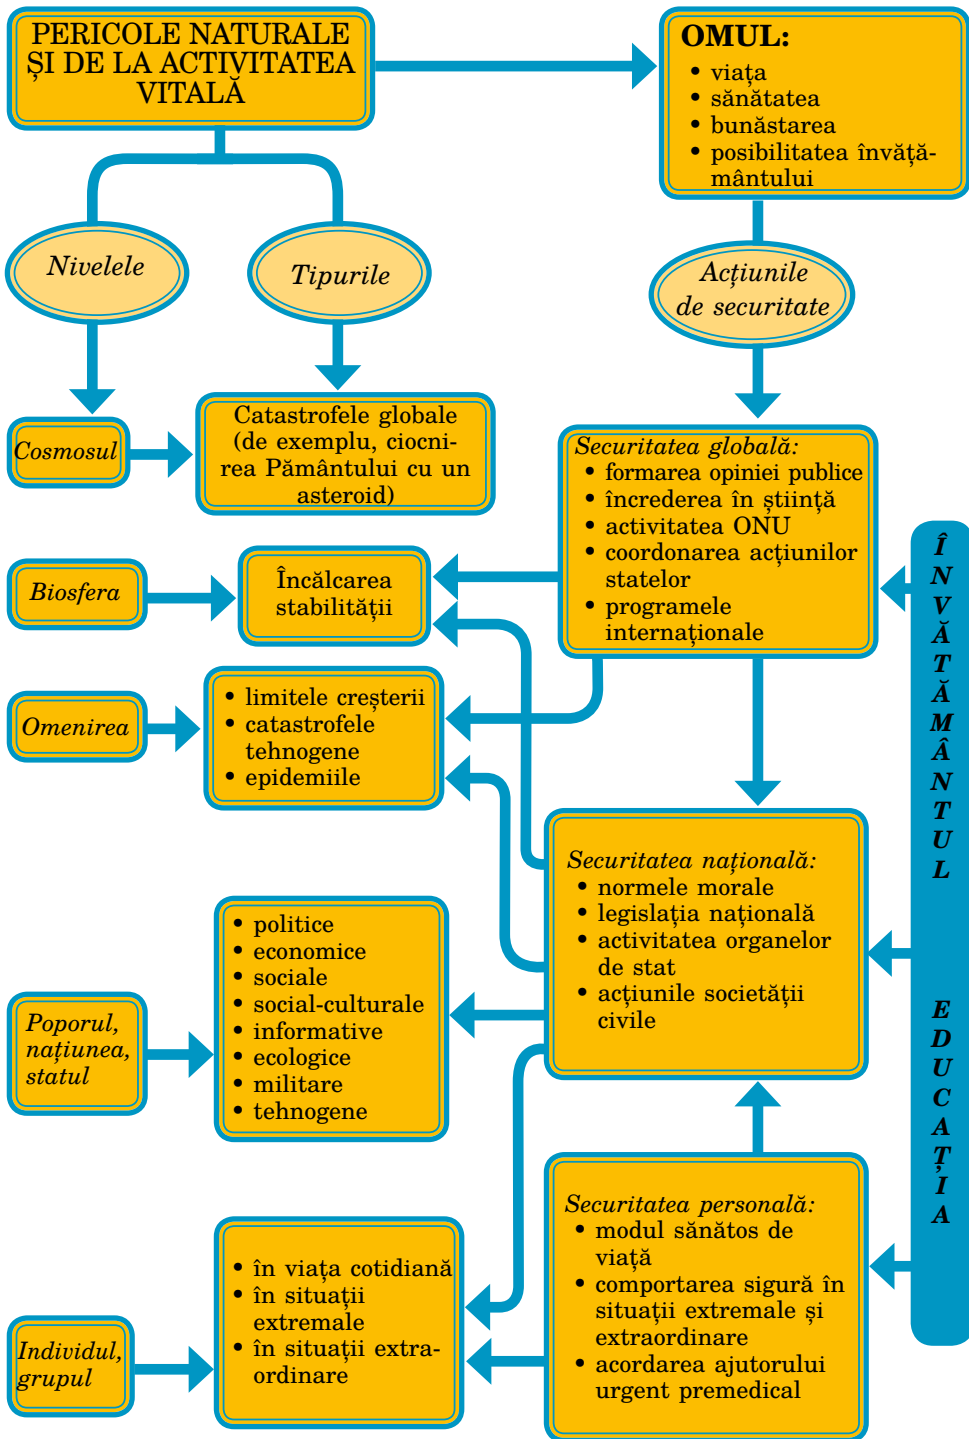 PERICOLE NATURALE
ȘI DE LA ACTIVITATEA
VITALĂ
OMUL:
• viața
• sănătatea
• bunăstarea
• posibilitatea învăță-
mântului
Nivelele
Tipurile
Acțiunile
de securitate
Cosmosul
Catastrofele globale
(de exemplu, ciocni-
rea Pământului cu un
asteroid)
Securitatea globală:
• formarea opiniei publice
• încrederea în știință
• activitatea ONU
• coordonarea acțiunilor
statelor
• programele
internaționale
Biosfera
Încălcarea
stabilității
Omenirea
• limitele creșterii
• catastrofele
tehnogene
• epidemiile
Securitatea națională:
• normele morale
• legislația națională
• activitatea organelor
de stat
• acțiunile societății
civile
Poporul,
națiunea,
statul
• politice
• economice
• sociale
• social-culturale
• informative
• ecologice
• militare
• tehnogene
Securitatea personală:
• modul sănătos de
viață
• comportarea sigură în
situații extremale și
extraordinare
• acordarea ajutorului
urgent premedical
Individul,
grupul
• în viața cotidiană
• în situații
extremale
• în situații extra-
ordinare
ÎNVĂTĂMÂNTUL
EDUCAȚIA